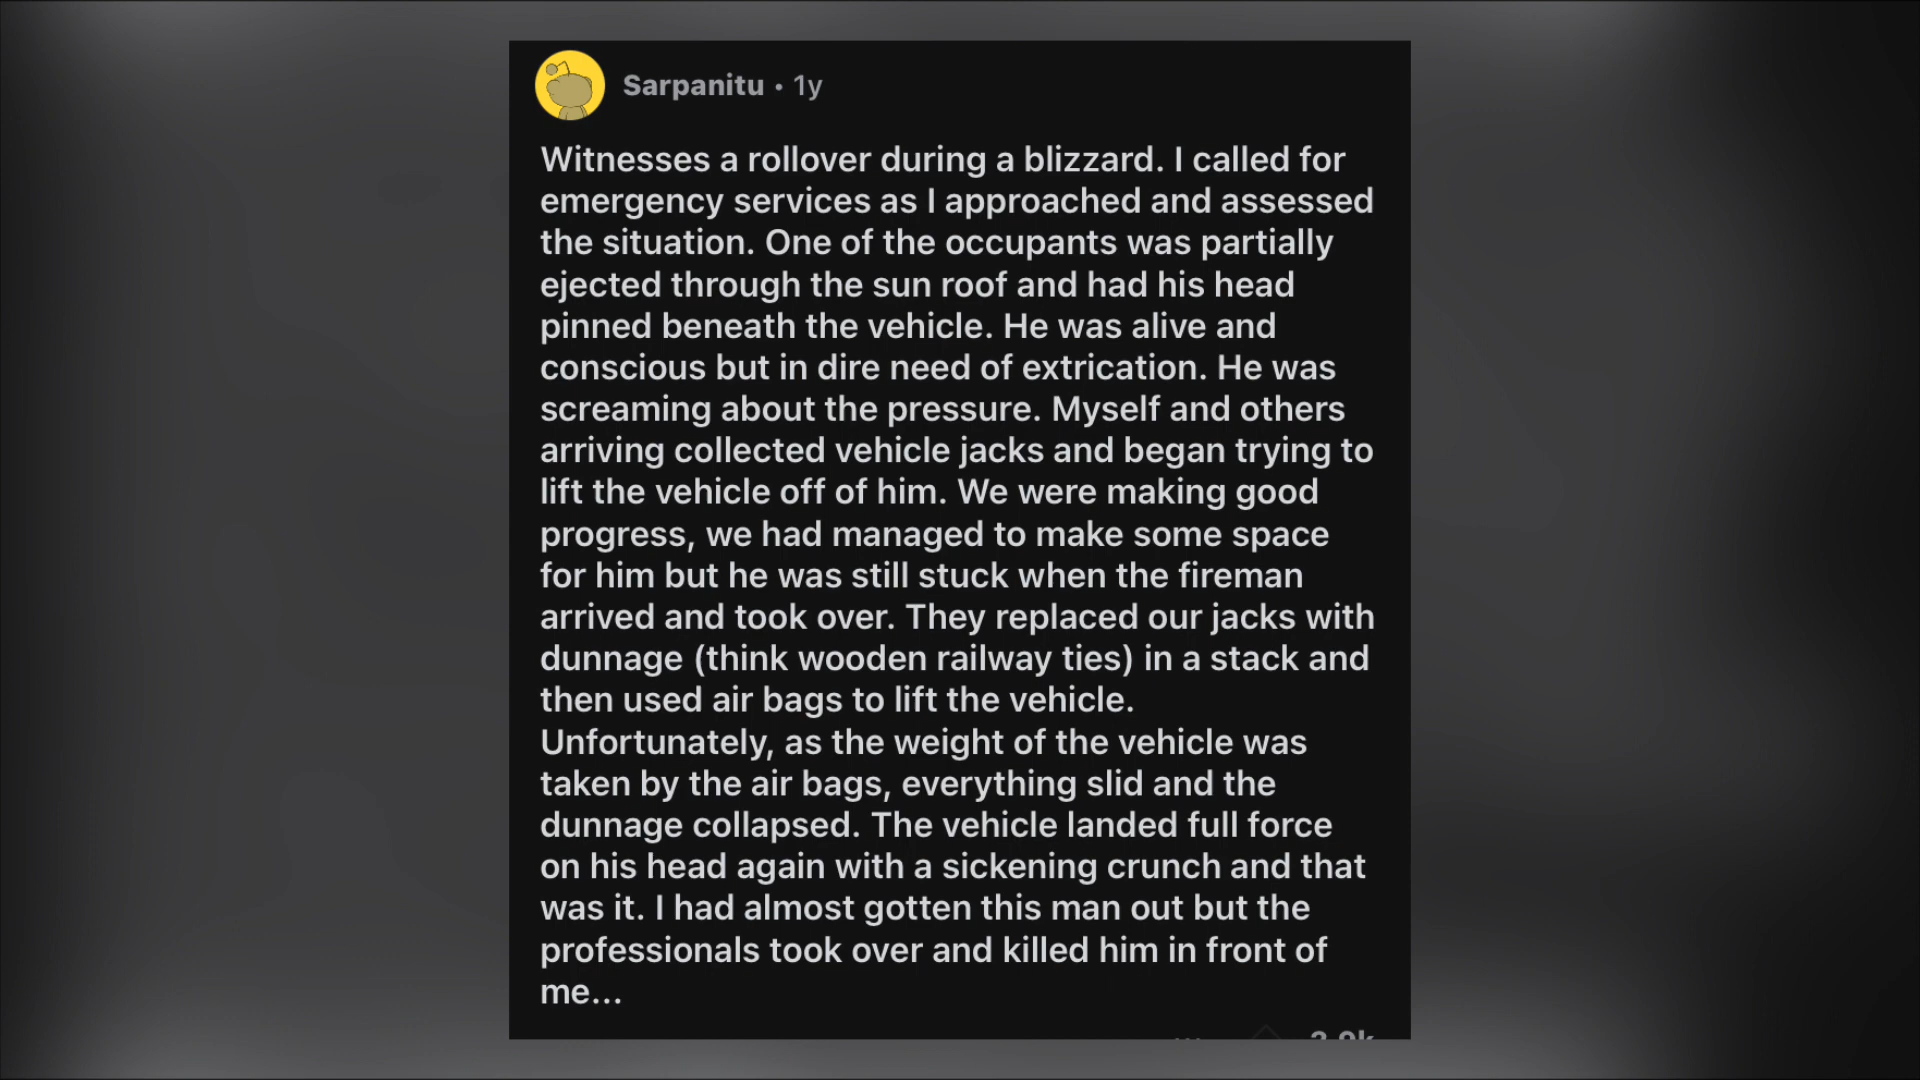 Sarpanitu • 1y
Witnesses a rollover during a blizzard. I called for
emergency services as I approached and assessed
the situation. One of the occupants was partially
ejected through the sun roof and had his head
pinned beneath the vehicle. He was alive and
conscious but in dire need of extrication. He was
screaming about the pressure. Myself and others
arriving collected vehicle jacks and began trying to
lift the vehicle off of him. We were making good
progress, we had managed to make some space
for him but he was still stuck when the fireman
arrived and took over. They replaced our jacks with
dunnage (think wooden railway ties) in a stack and
then used air bags to lift the vehicle.
Unfortunately, as the weight of the vehicle was
taken by the air bags, everything slid and the
dunnage collapsed. The vehicle landed full force
on his head again with a sickening crunch and that
was it. I had almost gotten this man out but the
professionals took over and killed him in front of
me...